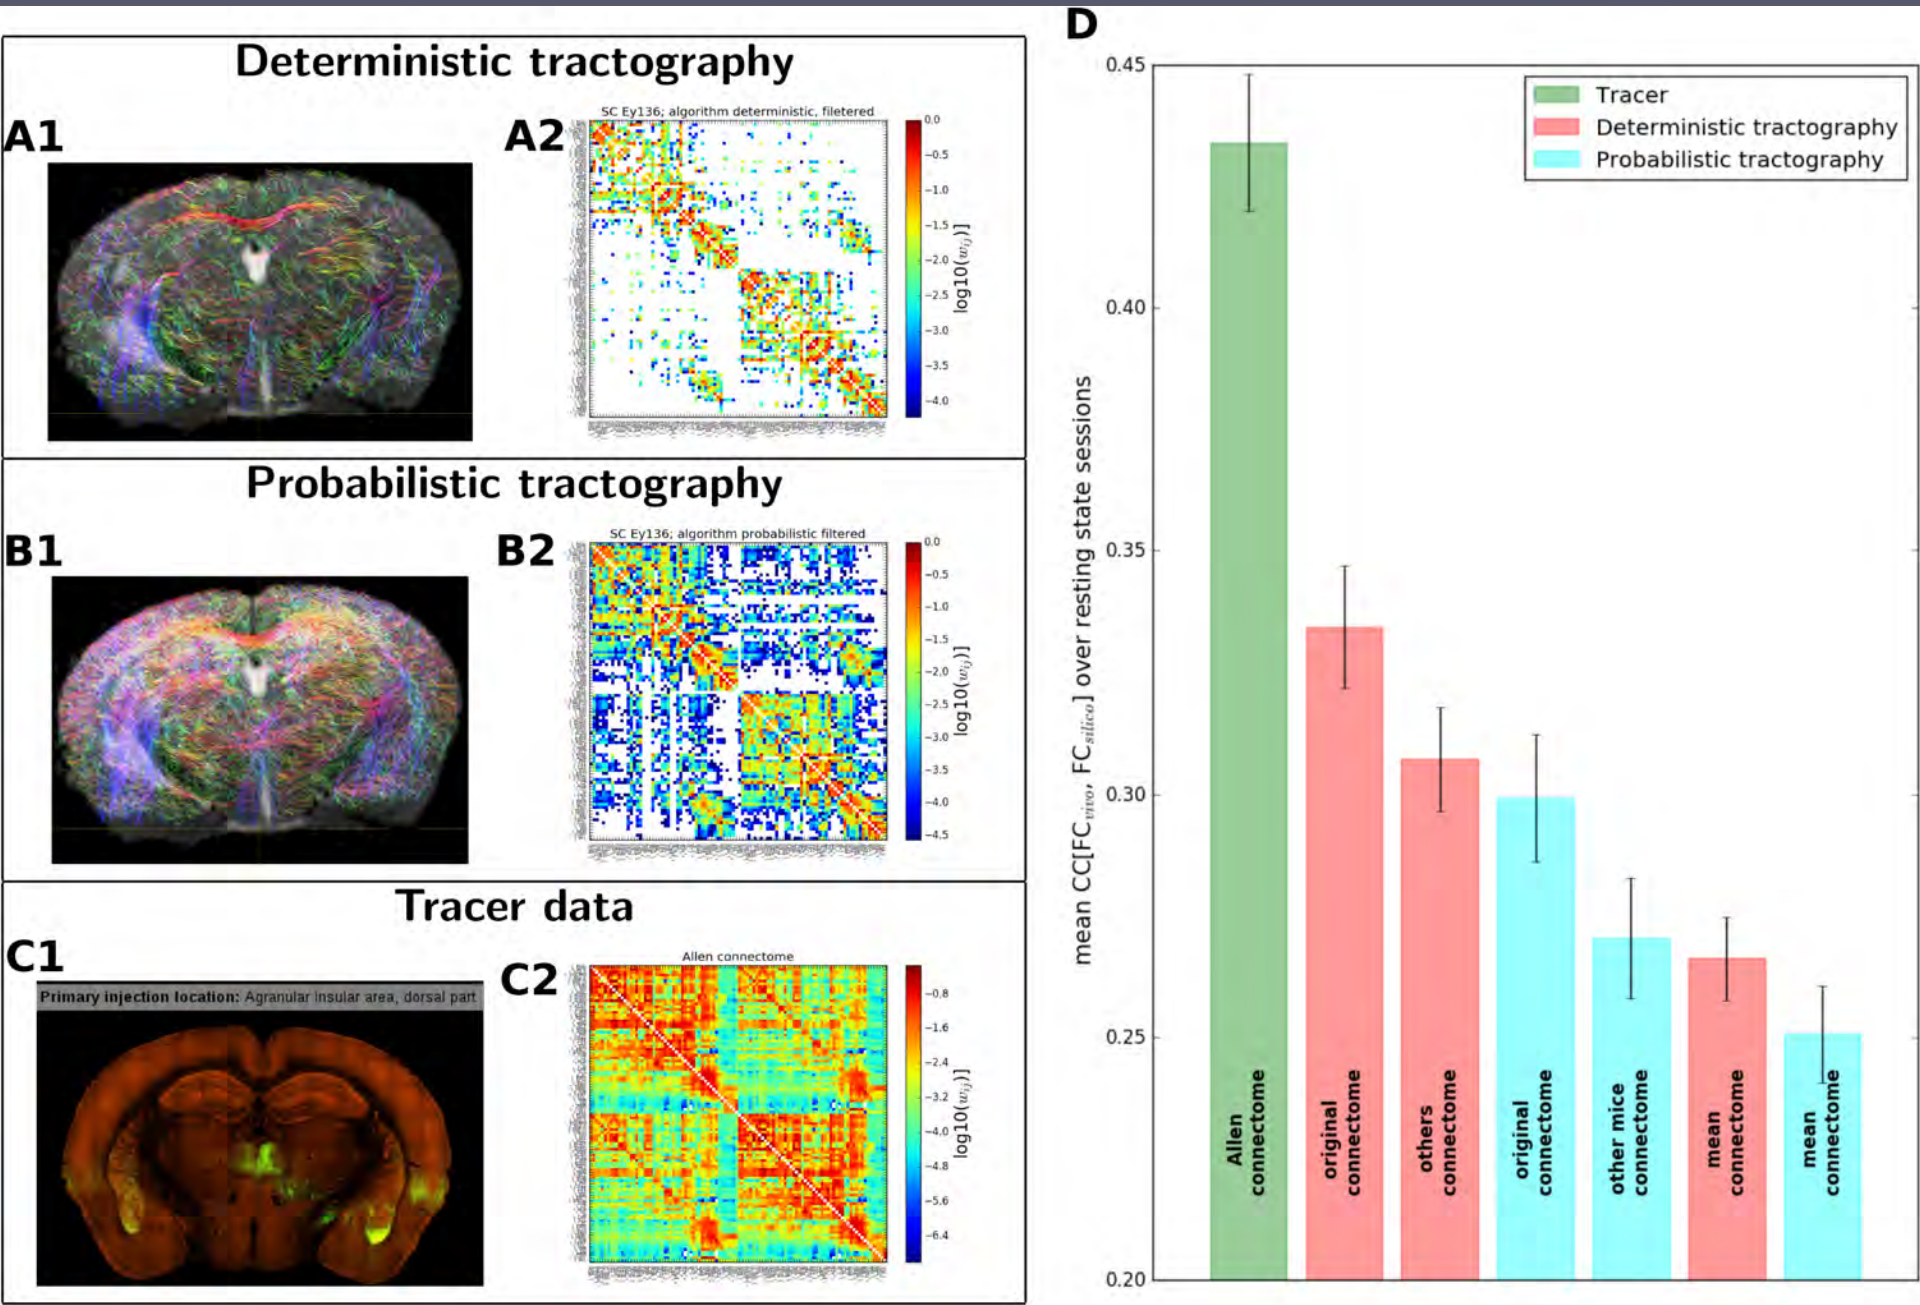 Deterministic tractography
A1
A2
SC Ey136; algorithm deterministic, filetered
0.0
−0.5
−1.0
−1.5
−2.0
−2.5
−3.0
−3.5
−4.0
log10(w_ij)]
Probabilistic tractography
B1
B2
SC Ey136; algorithm probabilistic filtered
0.0
−0.5
−1.0
−1.5
−2.0
−2.5
−3.0
−3.5
−4.0
−4.5
log10(w_ij)]
Tracer data
C1
Primary injection location: Agranular insular area, dorsal part
C2
Allen connectome
−0.8
−1.6
−2.4
−3.2
−4.0
−4.8
−5.6
−6.4
log10(w_ij)]
D
mean CC[FC_vivo, FC_silico] over resting state sessions
0.45
0.40
0.35
0.30
0.25
0.20
Tracer
Deterministic tractography
Probabilistic tractography
Allen
connectome
original
connectome
others
connectome
original
connectome
other mice
connectome
mean
connectome
mean
connectome